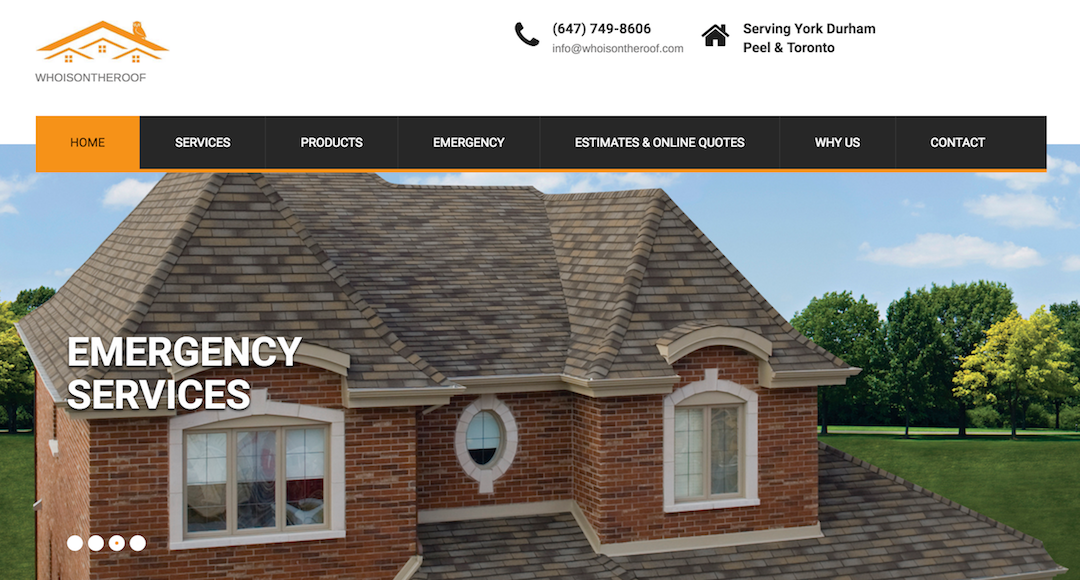 WHOISONTHEROOF
(647) 749-8606
info@whoisontheroof.com
Serving York Durham
Peel & Toronto
HOME
SERVICES
PRODUCTS
EMERGENCY
ESTIMATES & ONLINE QUOTES
WHY US
CONTACT
EMERGENCY
SERVICES